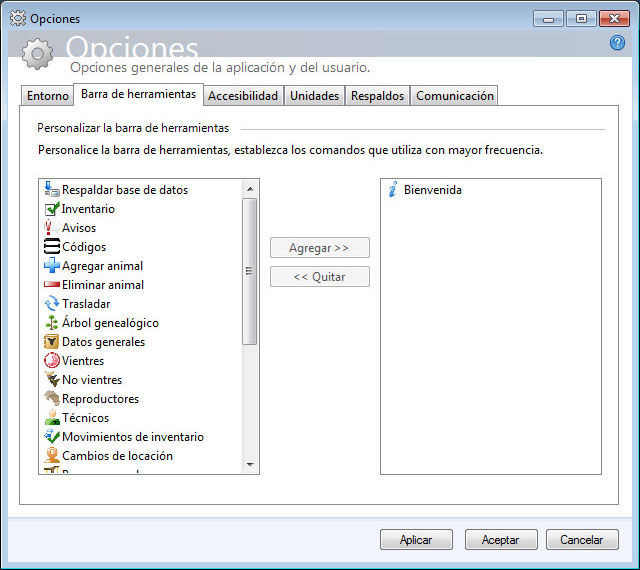 Opciones
Opciones
Opciones generales de la aplicación y del usuario.
Entorno Barra de herramientas Accesibilidad Unidades Respaldos Comunicación
Personalizar la barra de herramientas
Personalice la barra de herramientas, establezca los comandos que utiliza con mayor frecuencia.
Respaldar base de datos
Inventario
Avisos
Códigos
Agregar animal
Eliminar animal
Trasladar
Árbol genealógico
Datos generales
Vientres
No vientres
Reproductores
Técnicos
Movimientos de inventario
Cambios de locación
Agregar >>
<< Quitar
Bienvenida
Aplicar Aceptar Cancelar